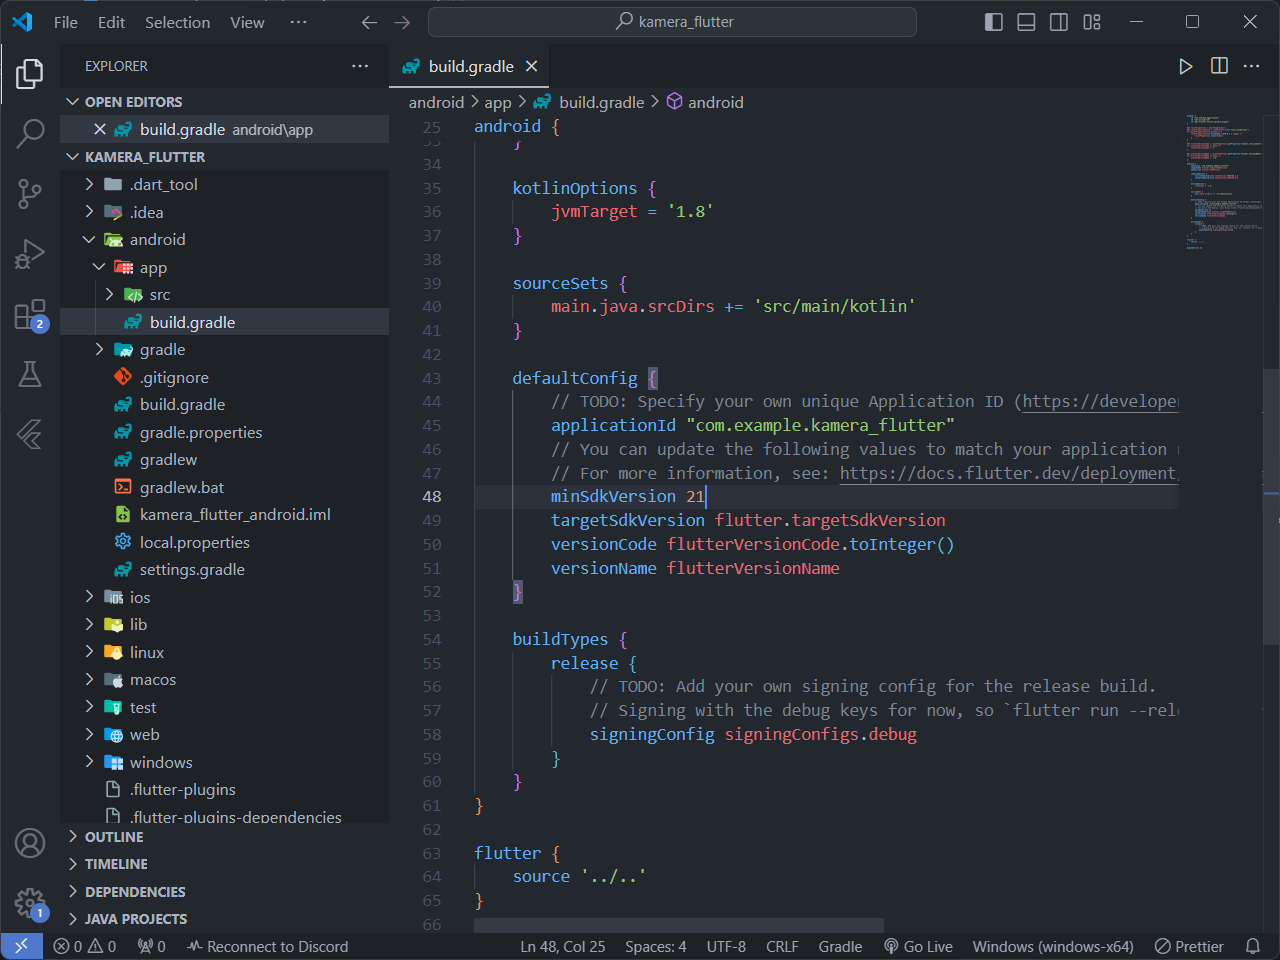 File Edit Selection View ··· kamera_flutter
EXPLORER ···
OPEN EDITORS
build.gradle android\app
KAMERA_FLUTTER
.dart_tool
.idea
android
app
src
build.gradle
gradle
.gitignore
build.gradle
gradle.properties
gradlew
gradlew.bat
kamera_flutter_android.iml
local.properties
settings.gradle
ios
lib
linux
macos
test
web
windows
.flutter-plugins
.flutter-plugins-dependencies
OUTLINE
TIMELINE
DEPENDENCIES
JAVA PROJECTS
2
1
build.gradle
android > app > build.gradle > android
25 android {
33 }
34
35 kotlinOptions {
36 jvmTarget = '1.8'
37 }
38
39 sourceSets {
40 main.java.srcDirs += 'src/main/kotlin'
41 }
42
43 defaultConfig {
44 // TODO: Specify your own unique Application ID (https://develope
45 applicationId "com.example.kamera_flutter"
46 // You can update the following values to match your application
47 // For more information, see: https://docs.flutter.dev/deployment/
48 minSdkVersion 21
49 targetSdkVersion flutter.targetSdkVersion
50 versionCode flutterVersionCode.toInteger()
51 versionName flutterVersionName
52 }
53
54 buildTypes {
55 release {
56 // TODO: Add your own signing config for the release build.
57 // Signing with the debug keys for now, so `flutter run --rel
58 signingConfig signingConfigs.debug
59 }
60 }
61 }
62
63 flutter {
64 source '../..'
65 }
66
0 0 0 Reconnect to Discord Ln 48, Col 25 Spaces: 4 UTF-8 CRLF Gradle Go Live Windows (windows-x64) Prettier